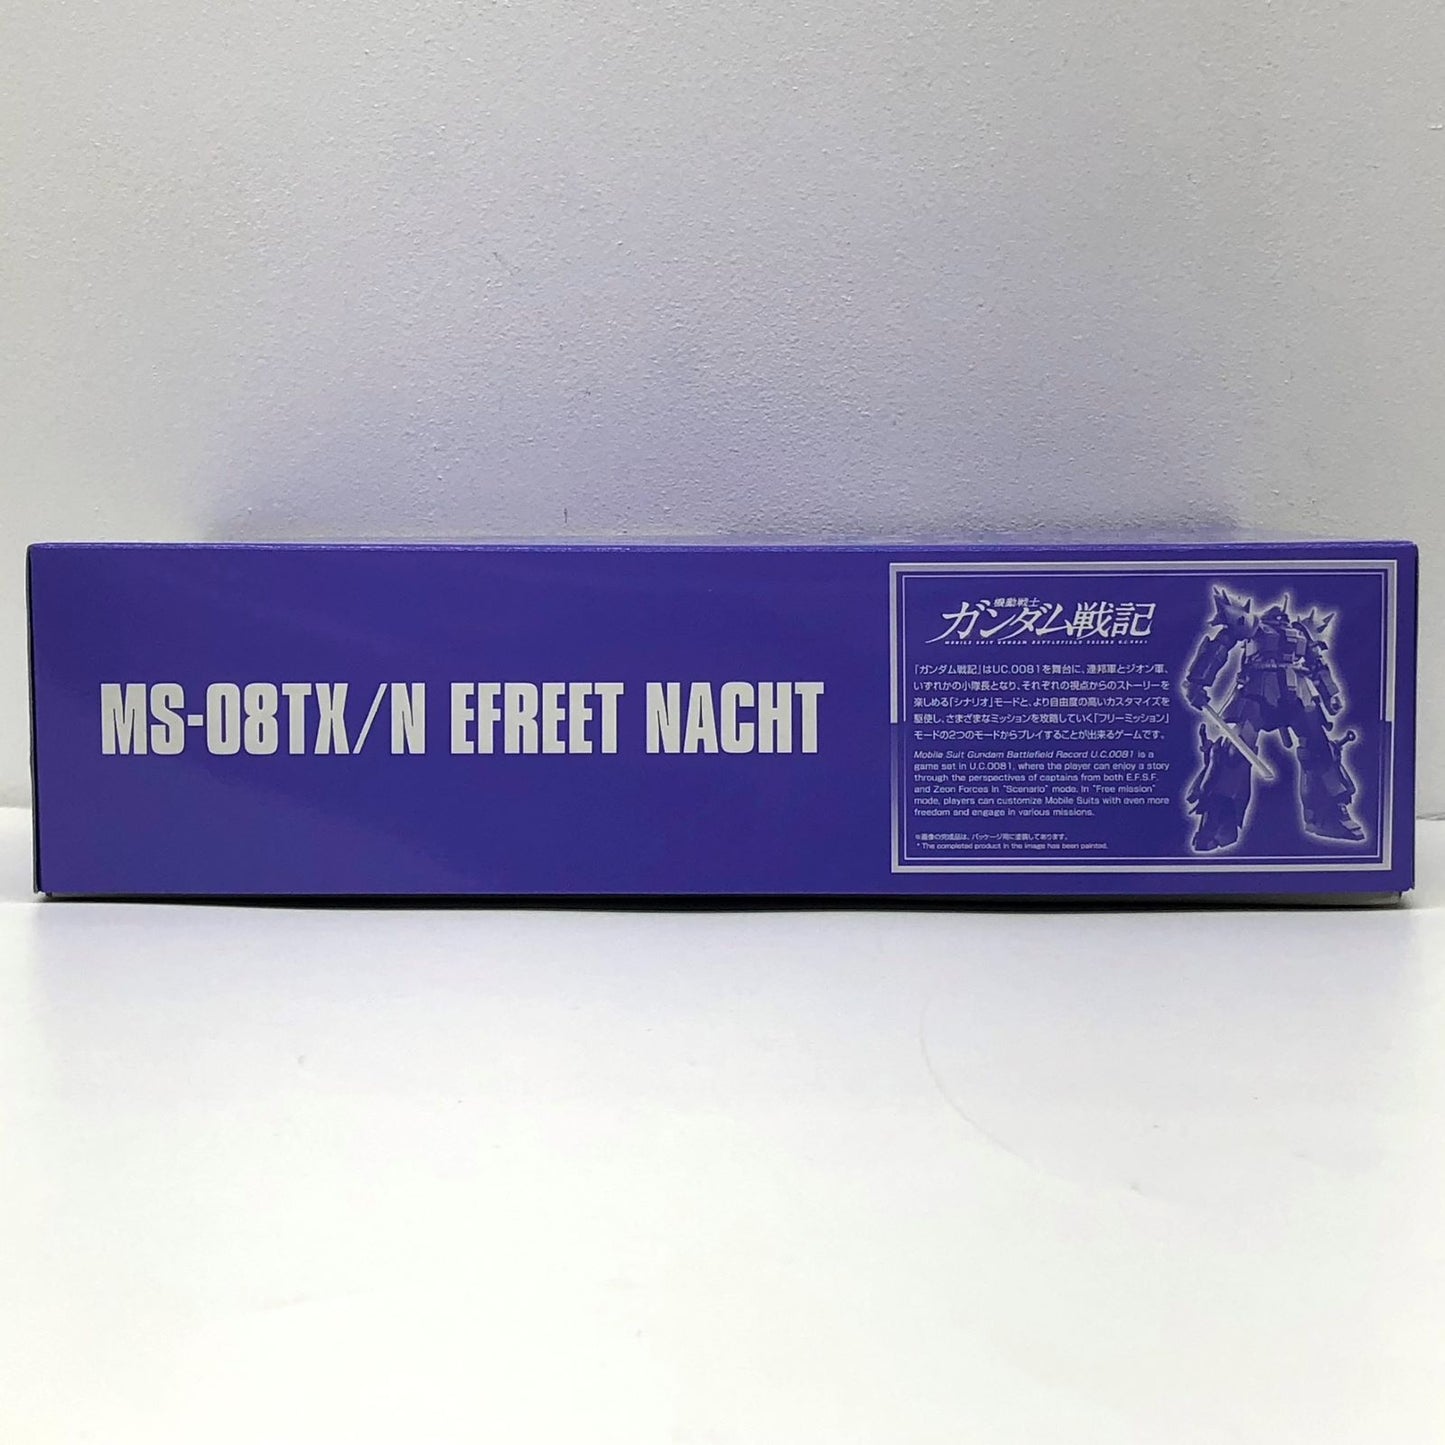 MS-08TX/N EFREET NACHT
機動戦士
ガンダム戦記
MOBILE SUIT GUNDAM BATTLEFIELD RECORD U.C.0081
「ガンダム戦記」はU.C.0081を舞台に、連邦軍とジオン軍、
いずれかの小隊長となり、それぞれの視点からのストーリーを
楽しめる「シナリオ」モードと、より自由度の高いカスタマイズを
駆使し、さまざまなミッションを攻略していく「フリーミッション」
モードの2つのモードからプレイすることが出来るゲームです。
Mobile Suit Gundam Battlefield Record U.C.0081 is a
game set in U.C.0081, where the player can enjoy a story
through the perspectives of captains from both E.F.S.F.
and Zeon Forces in "Scenario" mode. In "Free mission"
mode, players can customize Mobile Suits with even more
freedom and engage in various missions.
※画像の完成品は、パッケージ用に塗装してあります。
* The completed product in the image has been painted.